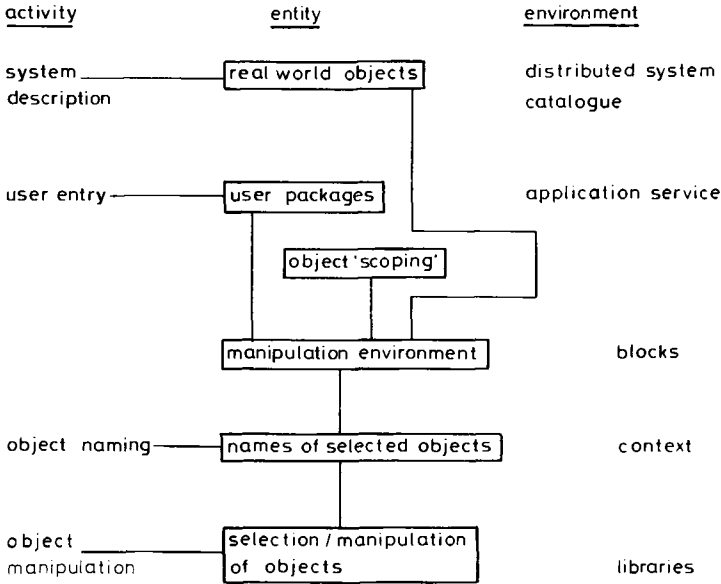 activity entity environment
system real world objects distributed system
description catalogue
user entry user packages application service
object 'scoping'
manipulation environment blocks
object naming names of selected objects context
object selection / manipulation
manipulation of objects libraries